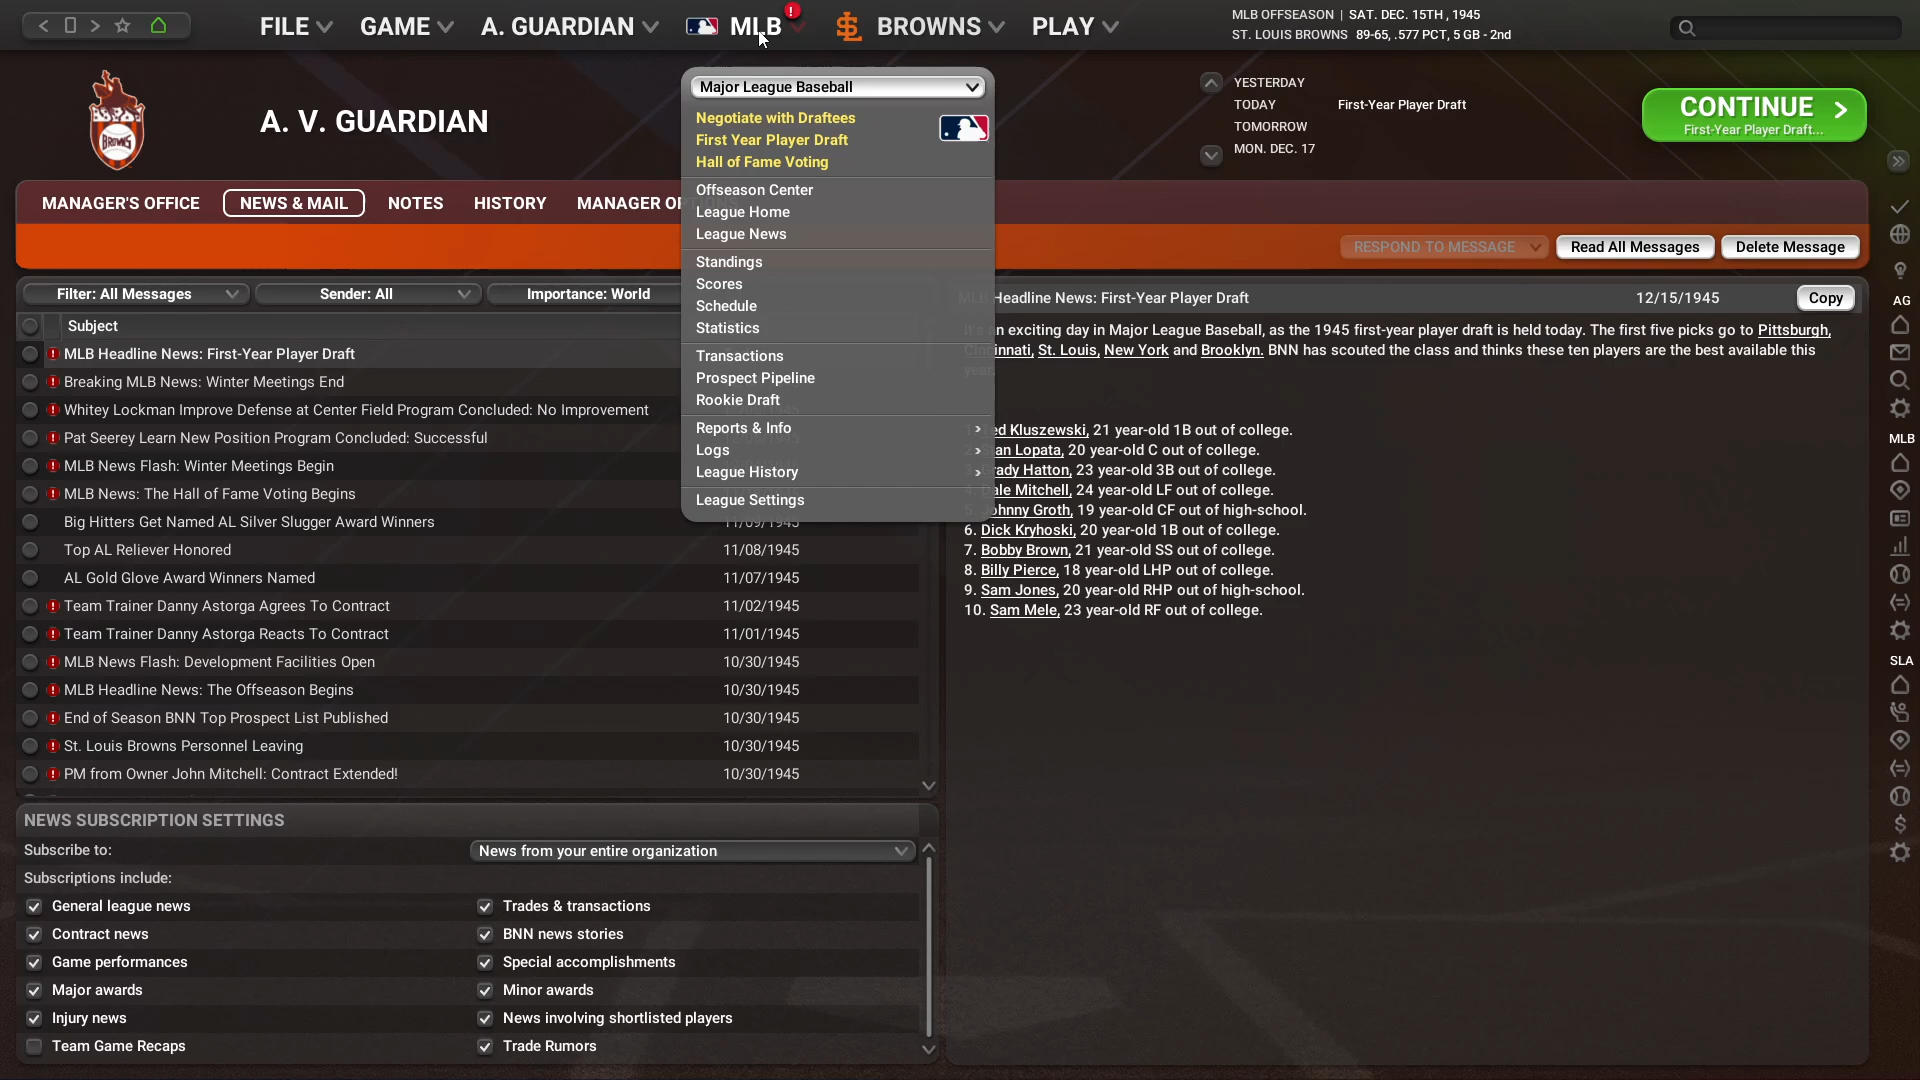 FILE GAME A. GUARDIAN MLB BROWNS PLAY
MLB OFFSEASON | SAT. DEC. 15TH , 1945
ST. LOUIS BROWNS 89-65, .577 PCT, 5 GB - 2nd
BROWNS
A. V. GUARDIAN
YESTERDAY
TODAY First-Year Player Draft
TOMORROW
MON. DEC. 17
CONTINUE
First-Year Player Draft...
Major League Baseball
Negotiate with Draftees
First Year Player Draft
Hall of Fame Voting
Offseason Center
League Home
League News
Standings
Scores
Schedule
Statistics
Transactions
Prospect Pipeline
Rookie Draft
Reports & Info
Logs
League History
League Settings
MANAGER'S OFFICE NEWS & MAIL NOTES HISTORY MANAGER OPTIONS
RESPOND TO MESSAGE Read All Messages Delete Message
Filter: All Messages Sender: All Importance: World
Subject
MLB Headline News: First-Year Player Draft
Breaking MLB News: Winter Meetings End
Whitey Lockman Improve Defense at Center Field Program Concluded: No Improvement
Pat Seerey Learn New Position Program Concluded: Successful
MLB News Flash: Winter Meetings Begin
MLB News: The Hall of Fame Voting Begins
Big Hitters Get Named AL Silver Slugger Award Winners 11/09/1945
Top AL Reliever Honored 11/08/1945
AL Gold Glove Award Winners Named 11/07/1945
Team Trainer Danny Astorga Agrees To Contract 11/02/1945
Team Trainer Danny Astorga Reacts To Contract 11/01/1945
MLB News Flash: Development Facilities Open 10/30/1945
MLB Headline News: The Offseason Begins 10/30/1945
End of Season BNN Top Prospect List Published 10/30/1945
St. Louis Browns Personnel Leaving 10/30/1945
PM from Owner John Mitchell: Contract Extended! 10/30/1945
MLB Headline News: First-Year Player Draft 12/15/1945 Copy
It's an exciting day in Major League Baseball, as the 1945 first-year player draft is held today. The first five picks go to Pittsburgh,
Cincinnati, St. Louis, New York and Brooklyn. BNN has scouted the class and thinks these ten players are the best available this
year.
1. Ted Kluszewski, 21 year-old 1B out of college.
2. Stan Lopata, 20 year-old C out of college.
3. Grady Hatton, 23 year-old 3B out of college.
4. Dale Mitchell, 24 year-old LF out of college.
5. Johnny Groth, 19 year-old CF out of high-school.
6. Dick Kryhoski, 20 year-old 1B out of college.
7. Bobby Brown, 21 year-old SS out of college.
8. Billy Pierce, 18 year-old LHP out of college.
9. Sam Jones, 20 year-old RHP out of high-school.
10. Sam Mele, 23 year-old RF out of college.
NEWS SUBSCRIPTION SETTINGS
Subscribe to: News from your entire organization
Subscriptions include:
General league news Trades & transactions
Contract news BNN news stories
Game performances Special accomplishments
Major awards Minor awards
Injury news News involving shortlisted players
Team Game Recaps Trade Rumors
AG
MLB
SLA